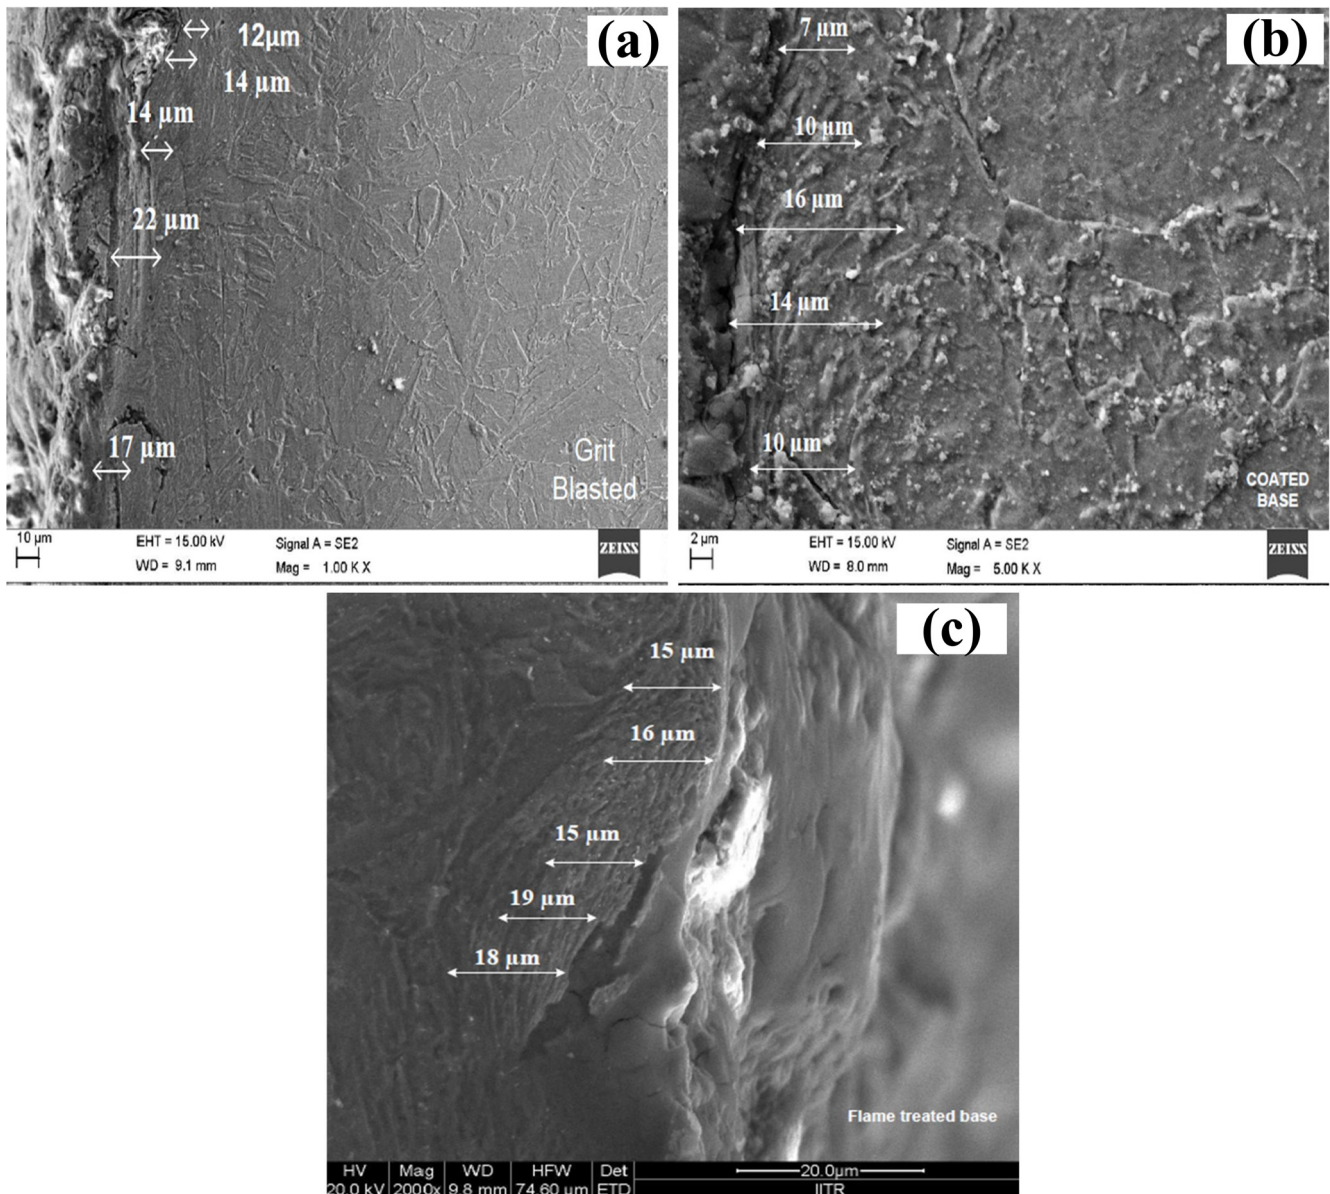 (a)
12μm
14 μm
14 μm
22 μm
17 μm
Grit
Blasted
10 μm
EHT = 15.00 kV
Signal A = SE2
WD = 9.1 mm
Mag = 1.00 K X
ZEISS
(b)
7 μm
10 μm
16 μm
14 μm
10 μm
COATED
BASE
2 μm
EHT = 15.00 kV
Signal A = SE2
WD = 8.0 mm
Mag = 5.00 K X
ZEISS
(c)
15 μm
16 μm
15 μm
19 μm
18 μm
Flame treated base
HV Mag WD HFW Det
20.0μm
20.0 kV 2000x 9.8 mm 74.60 μm ETD
IITR